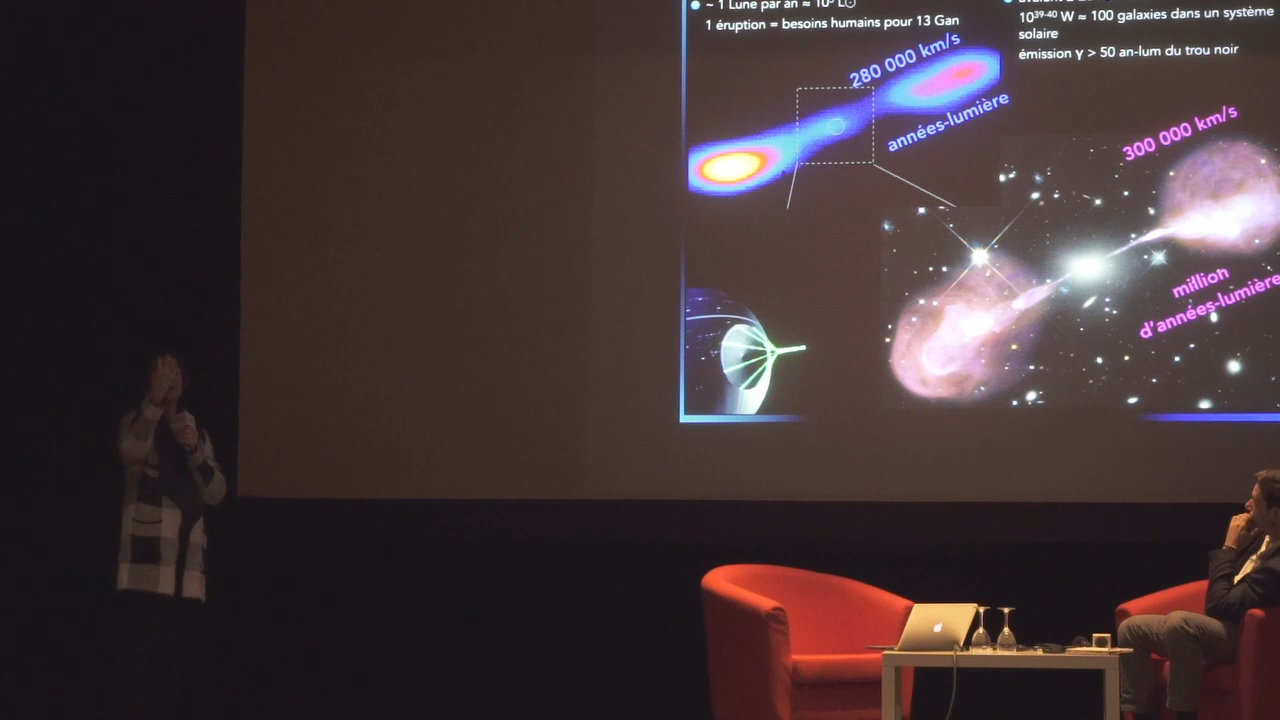 ~ 1 Lune par an ≈ 10⁵ L☉
1 éruption = besoins humains pour 13 Gan
10³⁹⁻⁴⁰ W ≈ 100 galaxies dans un système
solaire
émission γ > 50 an-lum du trou noir
280 000 km/s
années-lumière
300 000 km/s
million
d'années-lumière